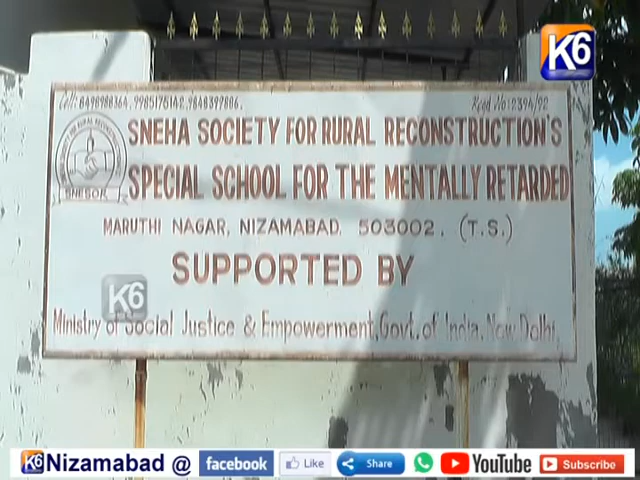 K6
Cell: 8498988364, 9985175142, 9848397886.
Regd No: 2394/92
SNEHA SOCIETY FOR RURAL RECONSTRUCTION'S
SPECIAL SCHOOL FOR THE MENTALLY RETARDED
MARUTHI NAGAR, NIZAMABAD. 503002. (T.S.)
SUPPORTED BY
K6
Ministry of Social Justice & Empowerment, Govt. of India, New Delhi.
K6 Nizamabad @ facebook Like Share YouTube Subscribe